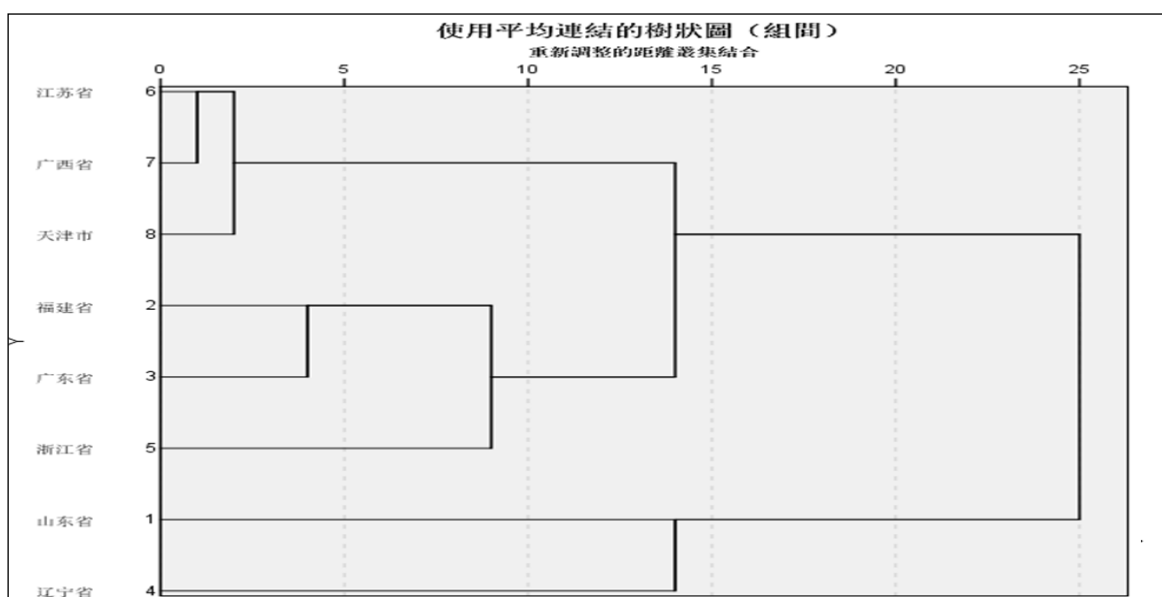 使用平均連結的樹狀圖（組間）
重新調整的距離叢集結合
0 5 10 15 20 25
江苏省 6
广西省 7
天津市 8
福建省 2
广东省 3
浙江省 5
山东省 1
辽宁省 4
Y